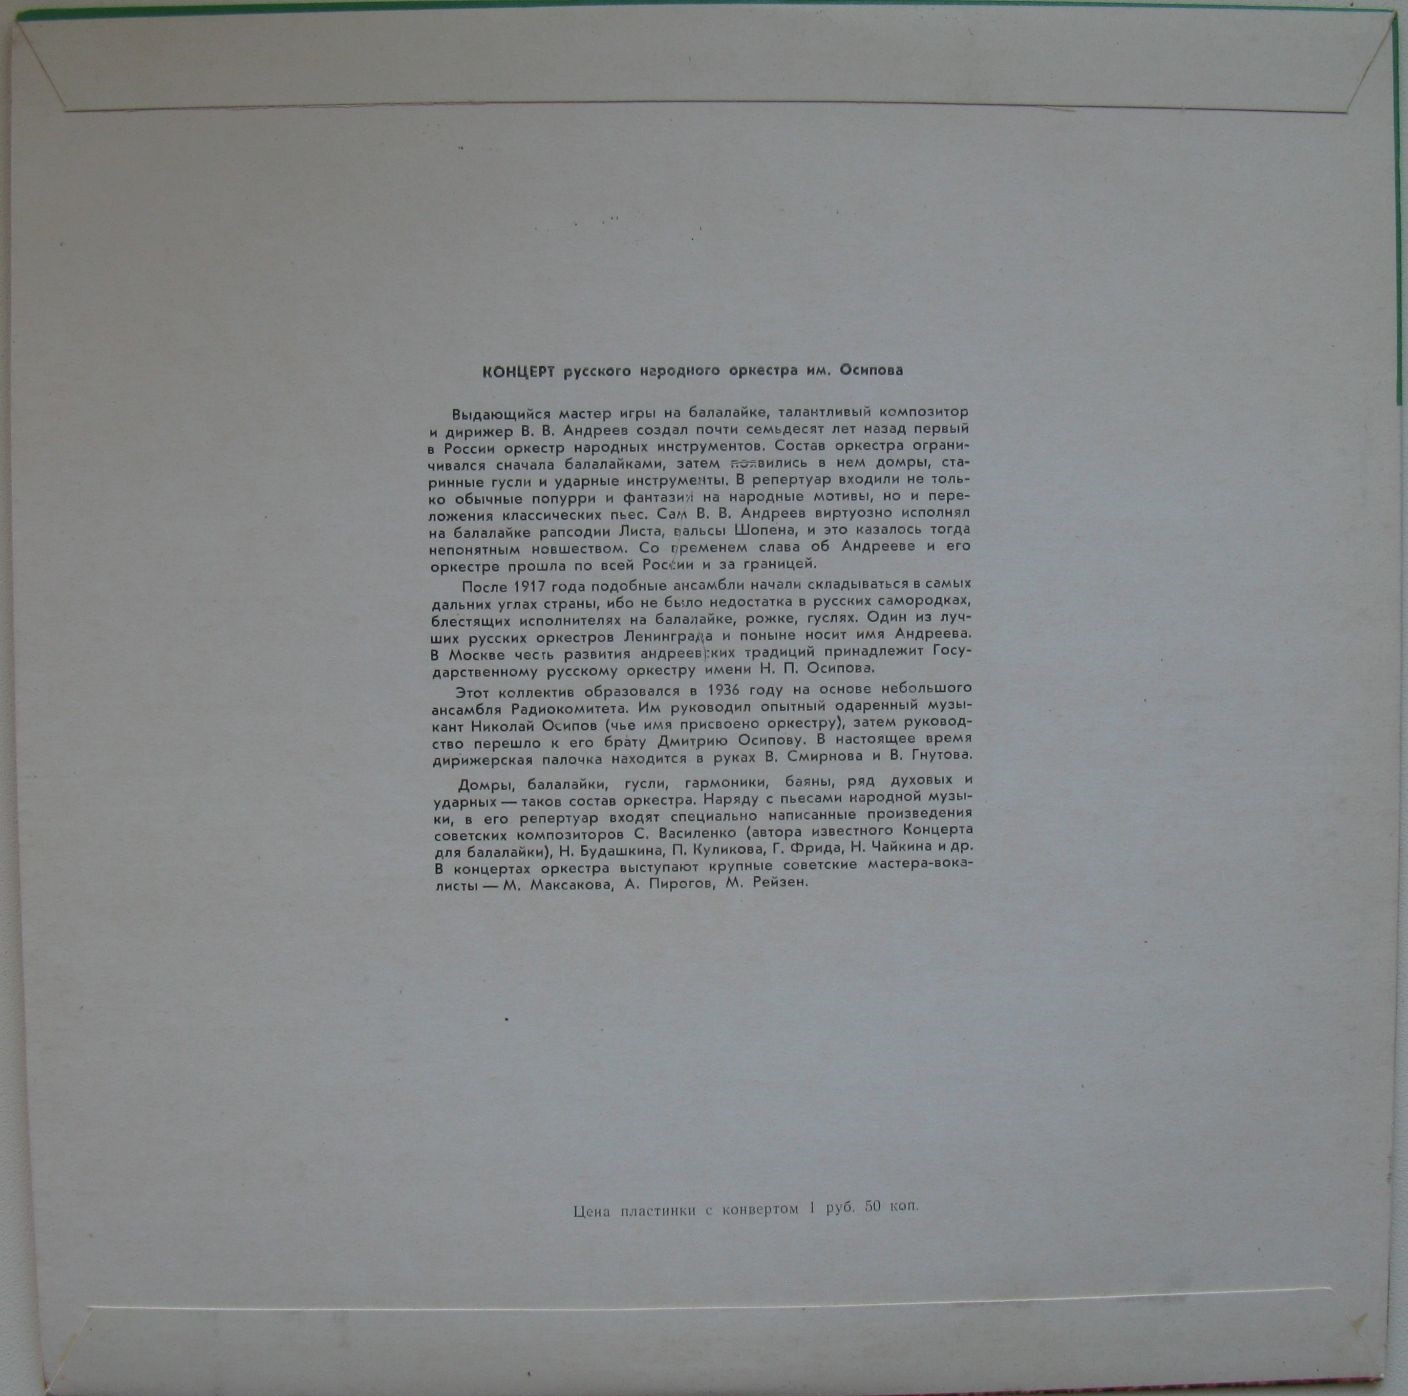 КОНЦЕРТ русского народного оркестра им. Осипова
Выдающийся мастер игры на балалайке, талантливый композитор
и дирижер В. В. Андреев создал почти семьдесят лет назад первый
в России оркестр народных инструментов. Состав оркестра ограни-
чивался сначала балалайками, затем появились в нем домры, ста-
ринные гусли и ударные инструменты. В репертуар входили не толь-
ко обычные попурри и фантазии на народные мотивы, но и пере-
ложения классических пьес. Сам В. В. Андреев виртуозно исполнял
на балалайке рапсодии Листа, вальсы Шопена, и это казалось тогда
непонятным новшеством. Со временем слава об Андрееве и его
оркестре прошла по всей России и за границей.
После 1917 года подобные ансамбли начали складываться в самых
дальних углах страны, ибо не было недостатка в русских самородках,
блестящих исполнителях на балалайке, рожке, гуслях. Один из луч-
ших русских оркестров Ленинграда и поныне носит имя Андреева.
В Москве честь развития андреевских традиций принадлежит Госу-
дарственному русскому оркестру имени Н. П. Осипова.
Этот коллектив образовался в 1936 году на основе небольшого
ансамбля Радиокомитета. Им руководил опытный одаренный музы-
кант Николай Осипов (чье имя присвоено оркестру), затем руковод-
ство перешло к его брату Дмитрию Осипову. В настоящее время
дирижерская палочка находится в руках В. Смирнова и В. Гнутова.
Домры, балалайки, гусли, гармоники, баяны, ряд духовых и
ударных — таков состав оркестра. Наряду с пьесами народной музы-
ки, в его репертуар входят специально написанные произведения
советских композиторов С. Василенко (автора известного Концерта
для балалайки), Н. Будашкина, П. Куликова, Г. Фрида, Н. Чайкина и др.
В концертах оркестра выступают крупные советские мастера-вока-
листы — М. Максакова, А. Пирогов, М. Рейзен.
Цена пластинки с конвертом 1 руб. 50 коп.